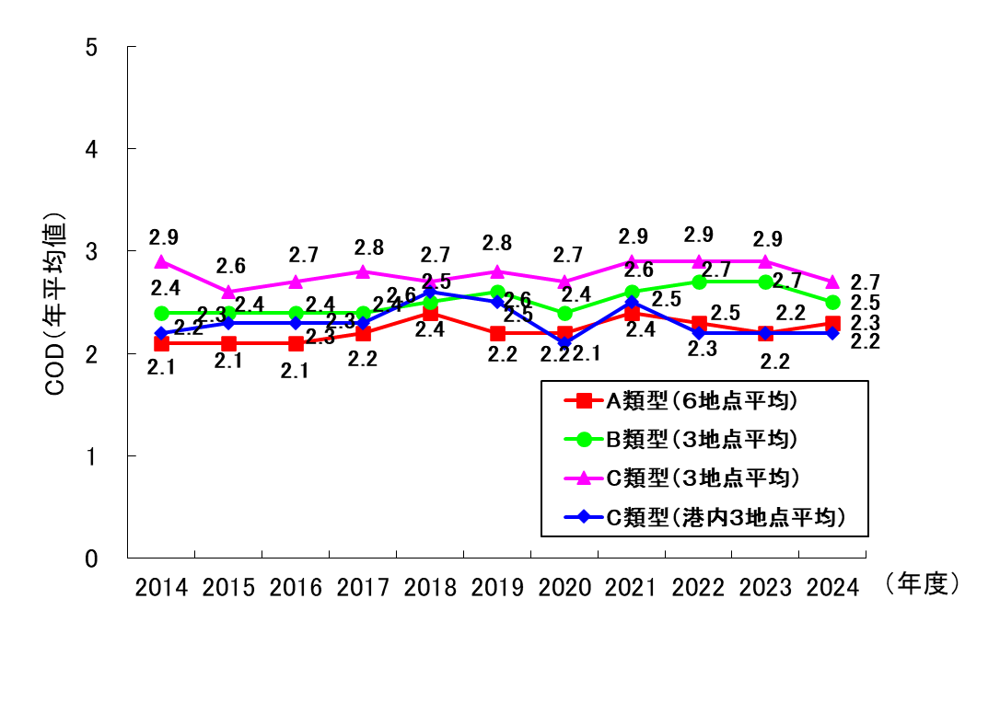 5
4
3
2
1
0
COD(年平均値)
2.9 2.6 2.7 2.8 2.7 2.8 2.7 2.9 2.9 2.9 2.7
2.4 2.4 2.4 2.4 2.5 2.6 2.4 2.6 2.7 2.7 2.5
2.2 2.3 2.3 2.3 2.6 2.5 2.1 2.5 2.3 2.2 2.2
2.1 2.1 2.1 2.2 2.4 2.2 2.2 2.4 2.5 2.2 2.3
A類型(6地点平均)
B類型(3地点平均)
C類型(3地点平均)
C類型(港内3地点平均)
2014 2015 2016 2017 2018 2019 2020 2021 2022 2023 2024 (年度)